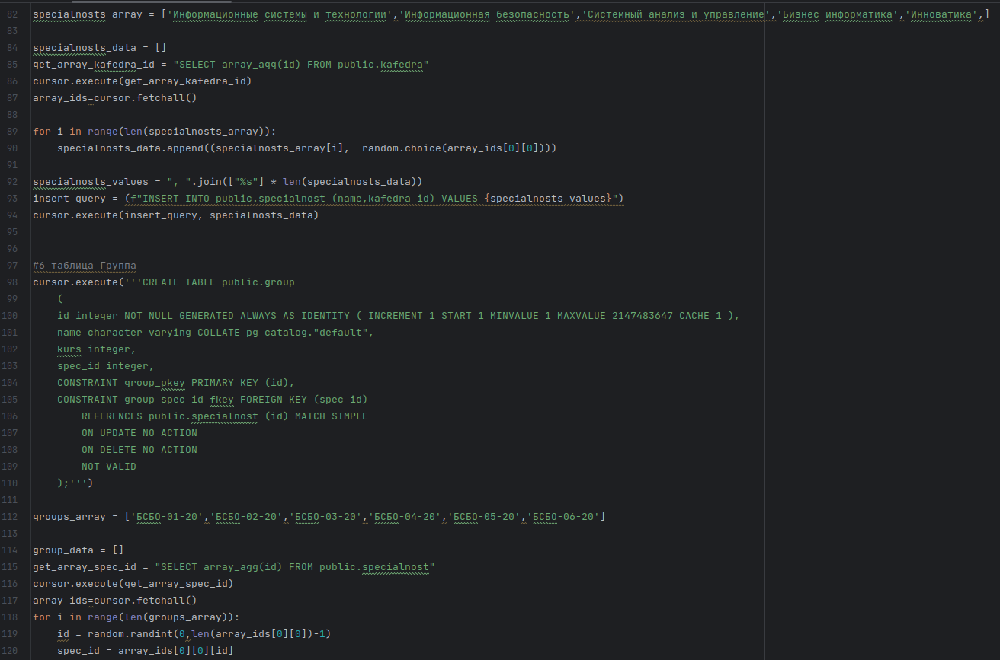 82 specialnosts_array = ['Информационные системы и технологии','Информационная безопасность','Системный анализ и управление','Бизнес-информатика','Инноватика',]
83
84 specialnosts_data = []
85 get_array_kafedra_id = "SELECT array_agg(id) FROM public.kafedra"
86 cursor.execute(get_array_kafedra_id)
87 array_ids=cursor.fetchall()
88
89 for i in range(len(specialnosts_array)):
90     specialnosts_data.append((specialnosts_array[i],  random.choice(array_ids[0][0])))
91
92 specialnosts_values = ", ".join(["%s"] * len(specialnosts_data))
93 insert_query = (f"INSERT INTO public.specialnost (name,kafedra_id) VALUES {specialnosts_values}")
94 cursor.execute(insert_query, specialnosts_data)
95
96
97 #6 таблица Группа
98 cursor.execute('''CREATE TABLE public.group
99     (
100     id integer NOT NULL GENERATED ALWAYS AS IDENTITY ( INCREMENT 1 START 1 MINVALUE 1 MAXVALUE 2147483647 CACHE 1 ),
101     name character varying COLLATE pg_catalog."default",
102     kurs integer,
103     spec_id integer,
104     CONSTRAINT group_pkey PRIMARY KEY (id),
105     CONSTRAINT group_spec_id_fkey FOREIGN KEY (spec_id)
106         REFERENCES public.specialnost (id) MATCH SIMPLE
107         ON UPDATE NO ACTION
108         ON DELETE NO ACTION
109         NOT VALID
110     );''')
111
112 groups_array = ['БСБО-01-20','БСБО-02-20','БСБО-03-20','БСБО-04-20','БСБО-05-20','БСБО-06-20']
113
114 group_data = []
115 get_array_spec_id = "SELECT array_agg(id) FROM public.specialnost"
116 cursor.execute(get_array_spec_id)
117 array_ids=cursor.fetchall()
118 for i in range(len(groups_array)):
119     id = random.randint(0,len(array_ids[0][0])-1)
120     spec_id = array_ids[0][0][id]